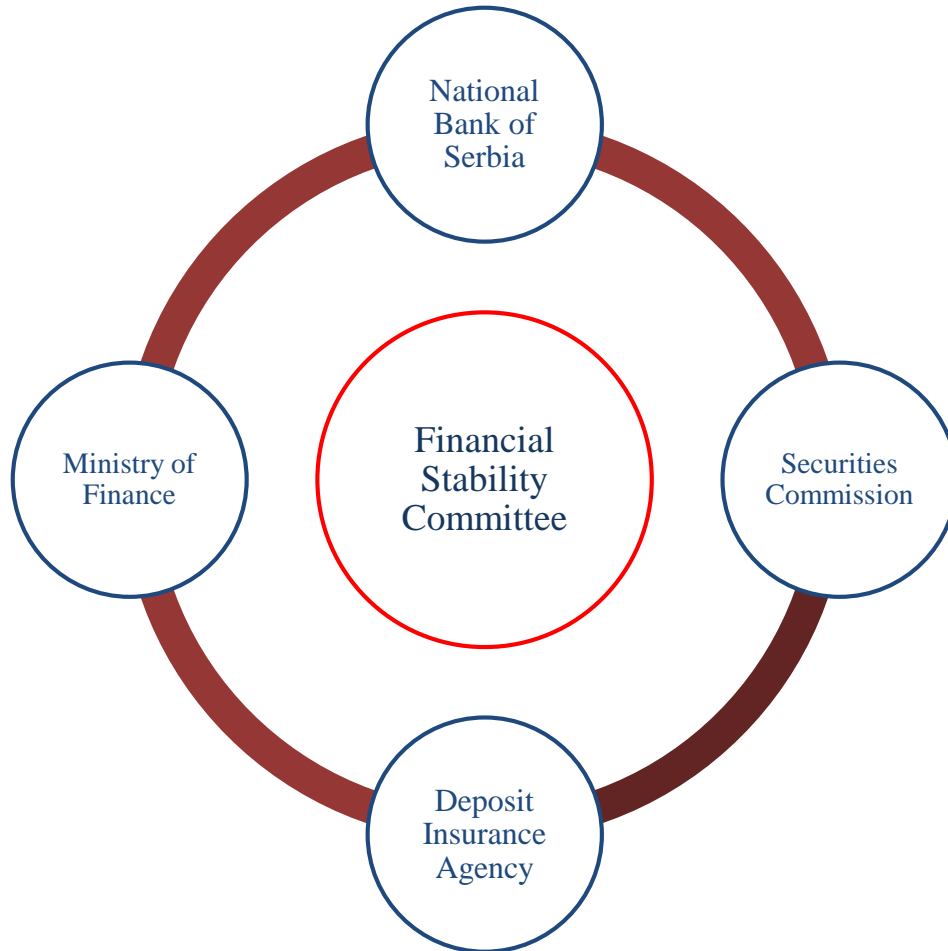 National
Bank of
Serbia
Ministry of
Finance
Financial
Stability
Committee
Securities
Commission
Deposit
Insurance
Agency